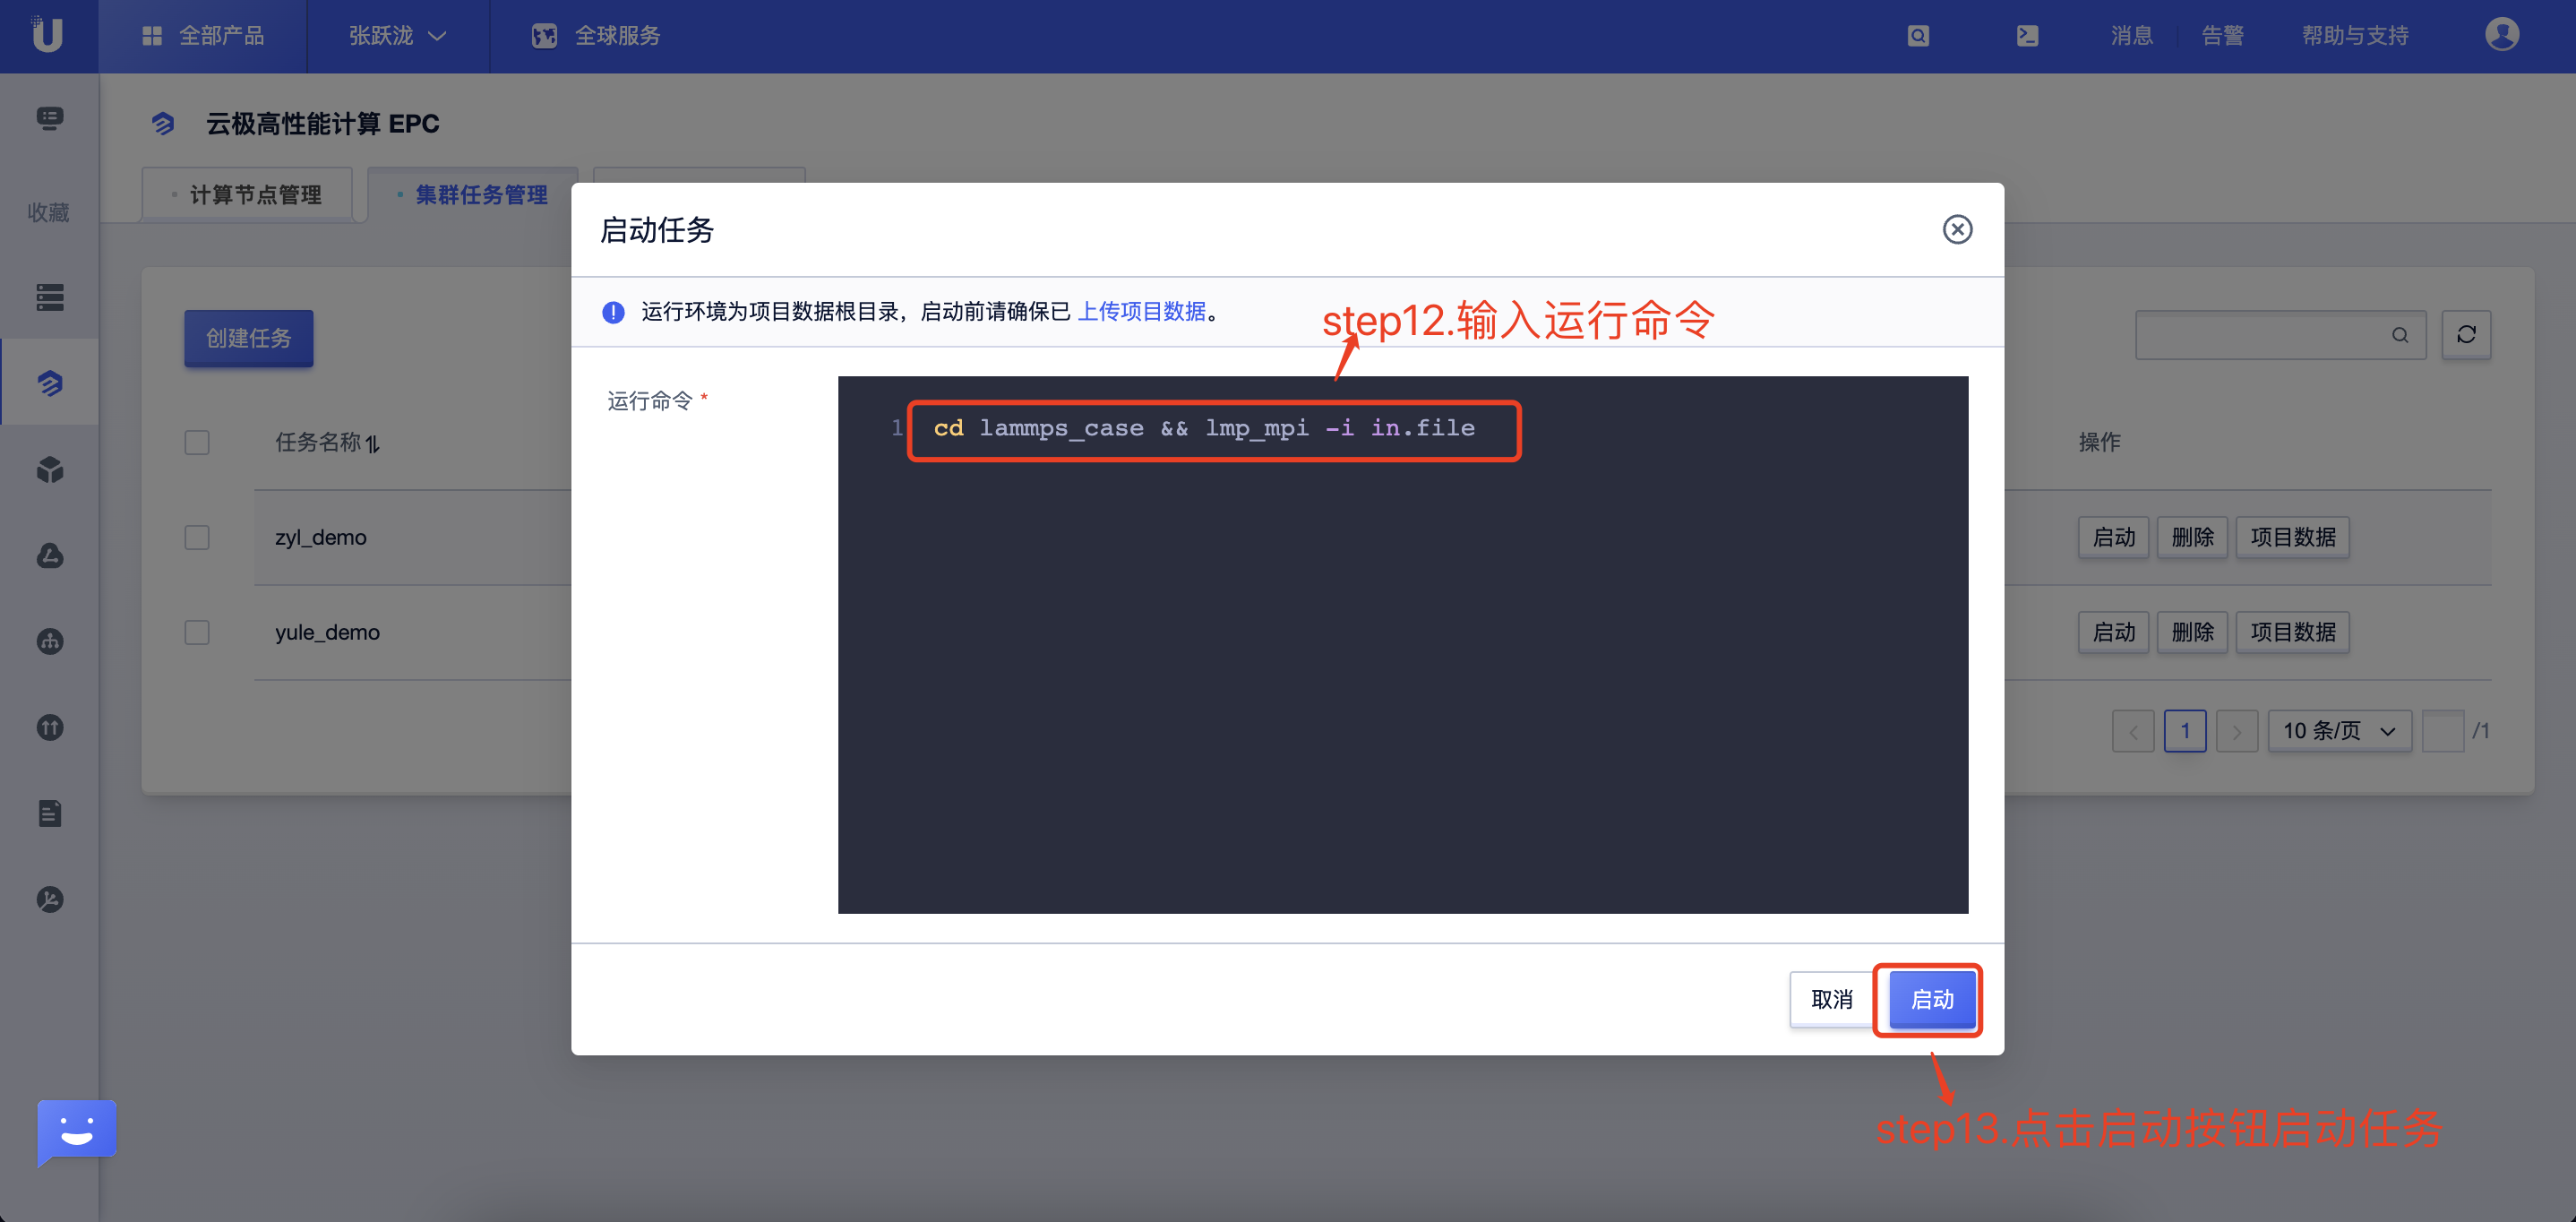 全部产品
张跃泷
全球服务
消息
告警
帮助与支持
云极高性能计算 EPC
收藏
计算节点管理
集群任务管理
启动任务
运行环境为项目数据根目录，启动前请确保已 上传项目数据。
step12.输入运行命令
创建任务
运行命令 *
1 cd lammps_case && lmp_mpi -i in.file
任务名称
操作
zyl_demo
启动 删除 项目数据
yule_demo
启动 删除 项目数据
1
10 条/页
/1
取消
启动
step13.点击启动按钮启动任务